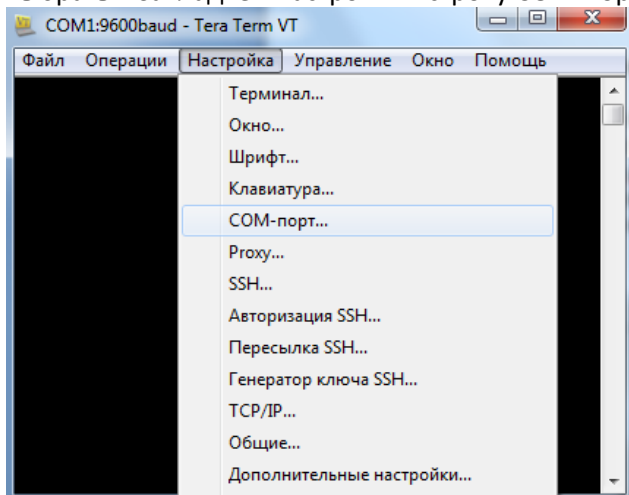 COM1:9600baud - Tera Term VT
Файл Операции Настройка Управление Окно Помощь
Терминал...
Окно...
Шрифт...
Клавиатура...
COM-порт...
Proxy...
SSH...
Авторизация SSH...
Пересылка SSH...
Генератор ключа SSH...
TCP/IP...
Общие...
Дополнительные настройки...